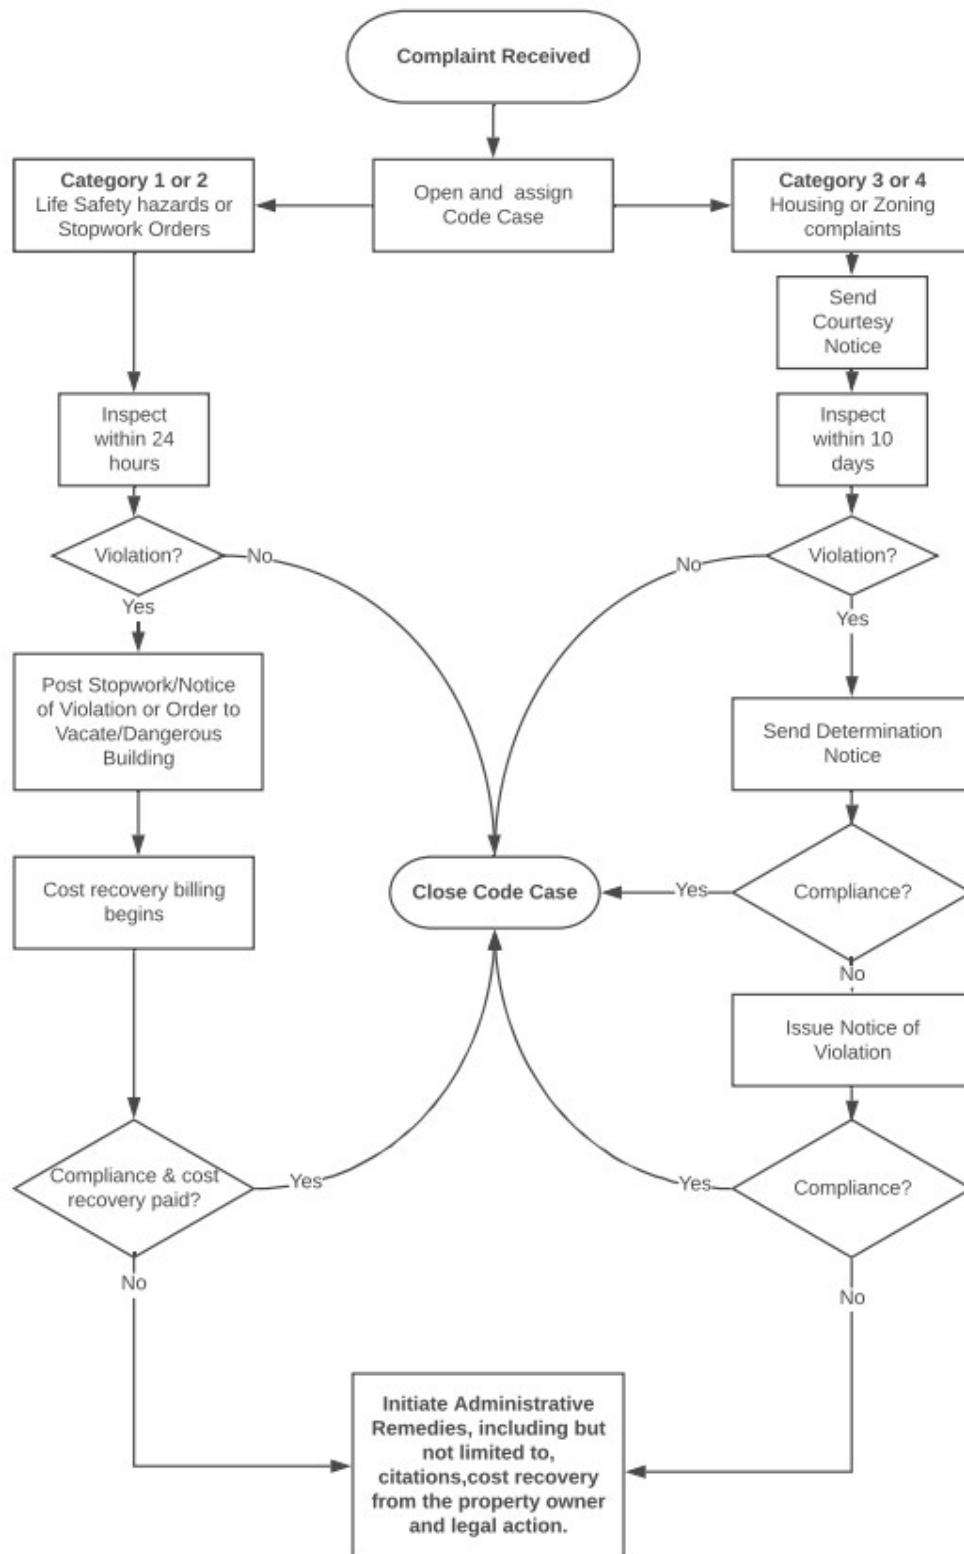 Complaint Received
Category 1 or 2
Life Safety hazards or
Stopwork Orders
Open and assign
Code Case
Category 3 or 4
Housing or Zoning
complaints
Send
Courtesy
Notice
Inspect
within 24
hours
Inspect
within 10
days
Violation?
No
Yes
Violation?
No
Yes
Post Stopwork/Notice
of Violation or Order to
Vacate/Dangerous
Building
Send Determination
Notice
Cost recovery billing
begins
Close Code Case
Yes
Compliance?
No
Issue Notice of
Violation
Compliance & cost
recovery paid?
Yes
Yes
Compliance?
No
No
Initiate Administrative
Remedies, including but
not limited to,
citations,cost recovery
from the property owner
and legal action.